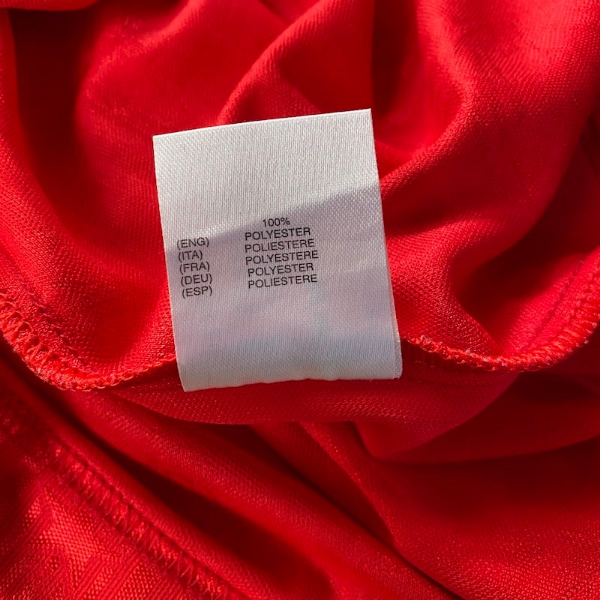 100%
(ENG) POLYESTER
(ITA) POLIESTERE
(FRA) POLYESTERE
(DEU) POLYESTER
(ESP) POLIESTERE